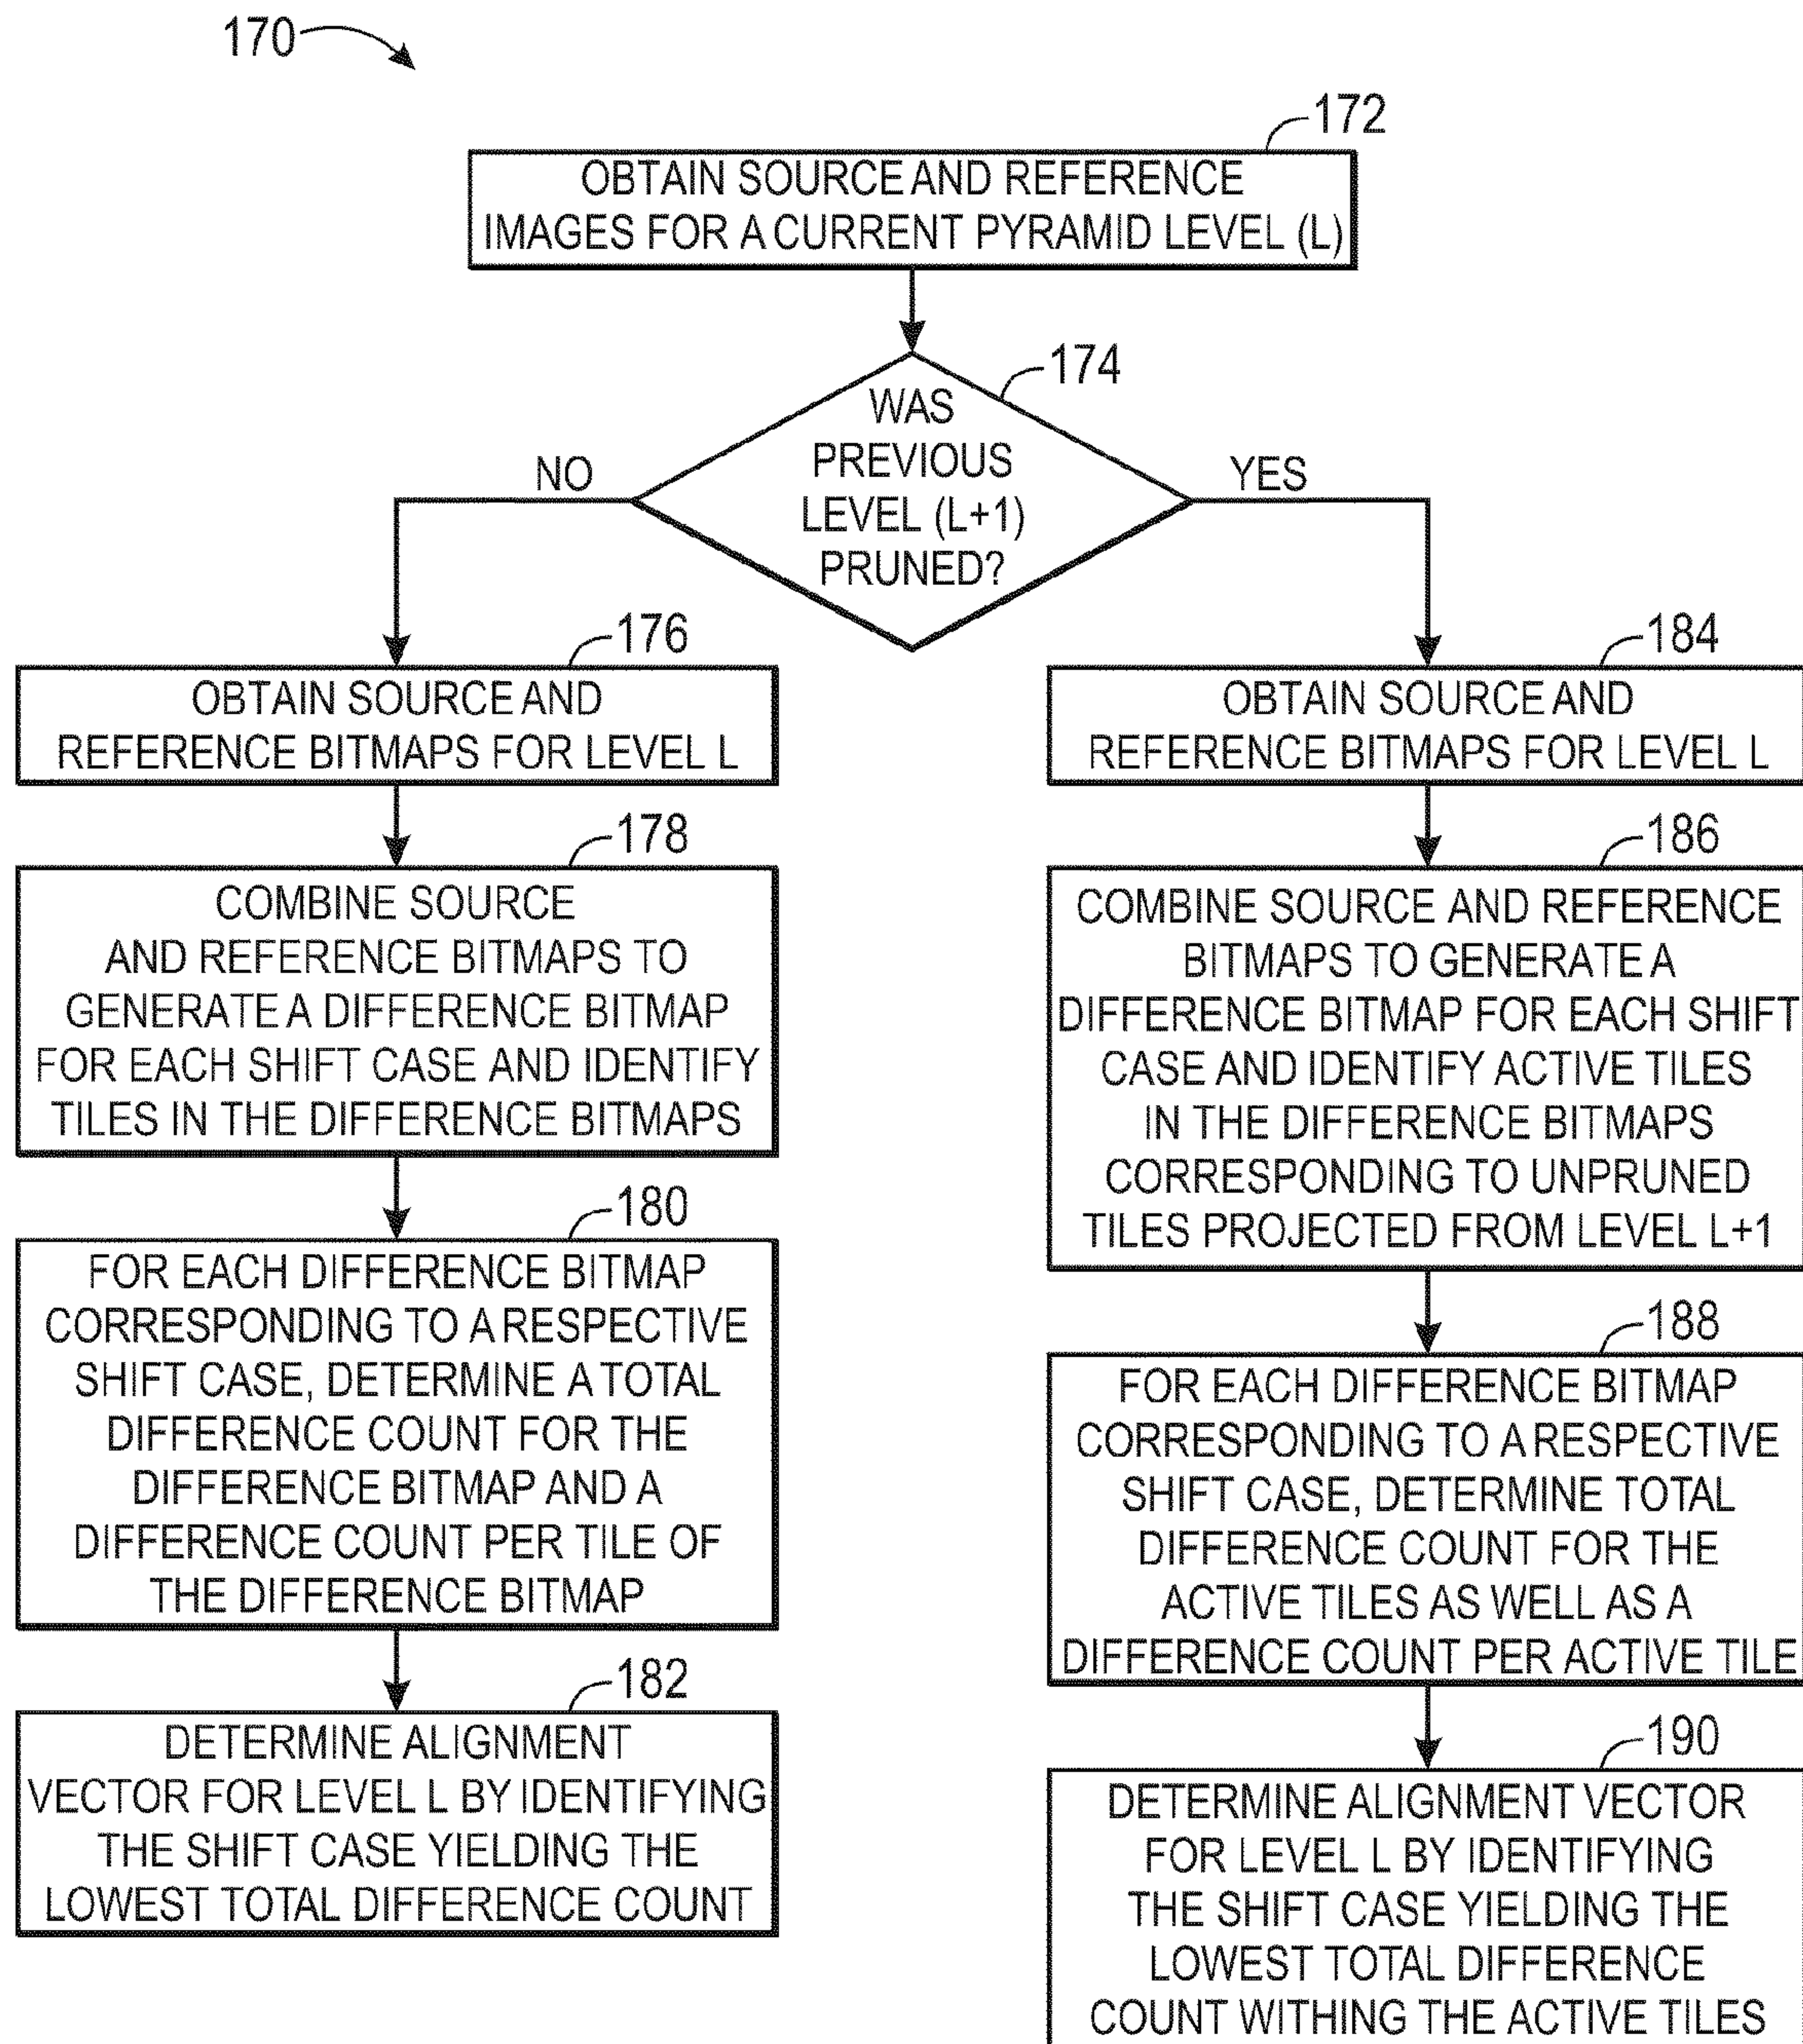 170
172
OBTAIN SOURCE AND REFERENCE
IMAGES FOR A CURRENT PYRAMID LEVEL (L)
174
WAS
PREVIOUS
LEVEL (L+1)
PRUNED?
NO
YES
176
OBTAIN SOURCE AND
REFERENCE BITMAPS FOR LEVEL L
178
COMBINE SOURCE
AND REFERENCE BITMAPS TO
GENERATE A DIFFERENCE BITMAP
FOR EACH SHIFT CASE AND IDENTIFY
TILES IN THE DIFFERENCE BITMAPS
180
FOR EACH DIFFERENCE BITMAP
CORRESPONDING TO A RESPECTIVE
SHIFT CASE, DETERMINE A TOTAL
DIFFERENCE COUNT FOR THE
DIFFERENCE BITMAP AND A
DIFFERENCE COUNT PER TILE OF
THE DIFFERENCE BITMAP
182
DETERMINE ALIGNMENT
VECTOR FOR LEVEL L BY IDENTIFYING
THE SHIFT CASE YIELDING THE
LOWEST TOTAL DIFFERENCE COUNT
184
OBTAIN SOURCE AND
REFERENCE BITMAPS FOR LEVEL L
186
COMBINE SOURCE AND REFERENCE
BITMAPS TO GENERATE A
DIFFERENCE BITMAP FOR EACH SHIFT
CASE AND IDENTIFY ACTIVE TILES
IN THE DIFFERENCE BITMAPS
CORRESPONDING TO UNPRUNED
TILES PROJECTED FROM LEVEL L+1
188
FOR EACH DIFFERENCE BITMAP
CORRESPONDING TO A RESPECTIVE
SHIFT CASE, DETERMINE TOTAL
DIFFERENCE COUNT FOR THE
ACTIVE TILES AS WELL AS A
DIFFERENCE COUNT PER ACTIVE TILE
190
DETERMINE ALIGNMENT VECTOR
FOR LEVEL L BY IDENTIFYING
THE SHIFT CASE YIELDING THE
LOWEST TOTAL DIFFERENCE
COUNT WITHING THE ACTIVE TILES